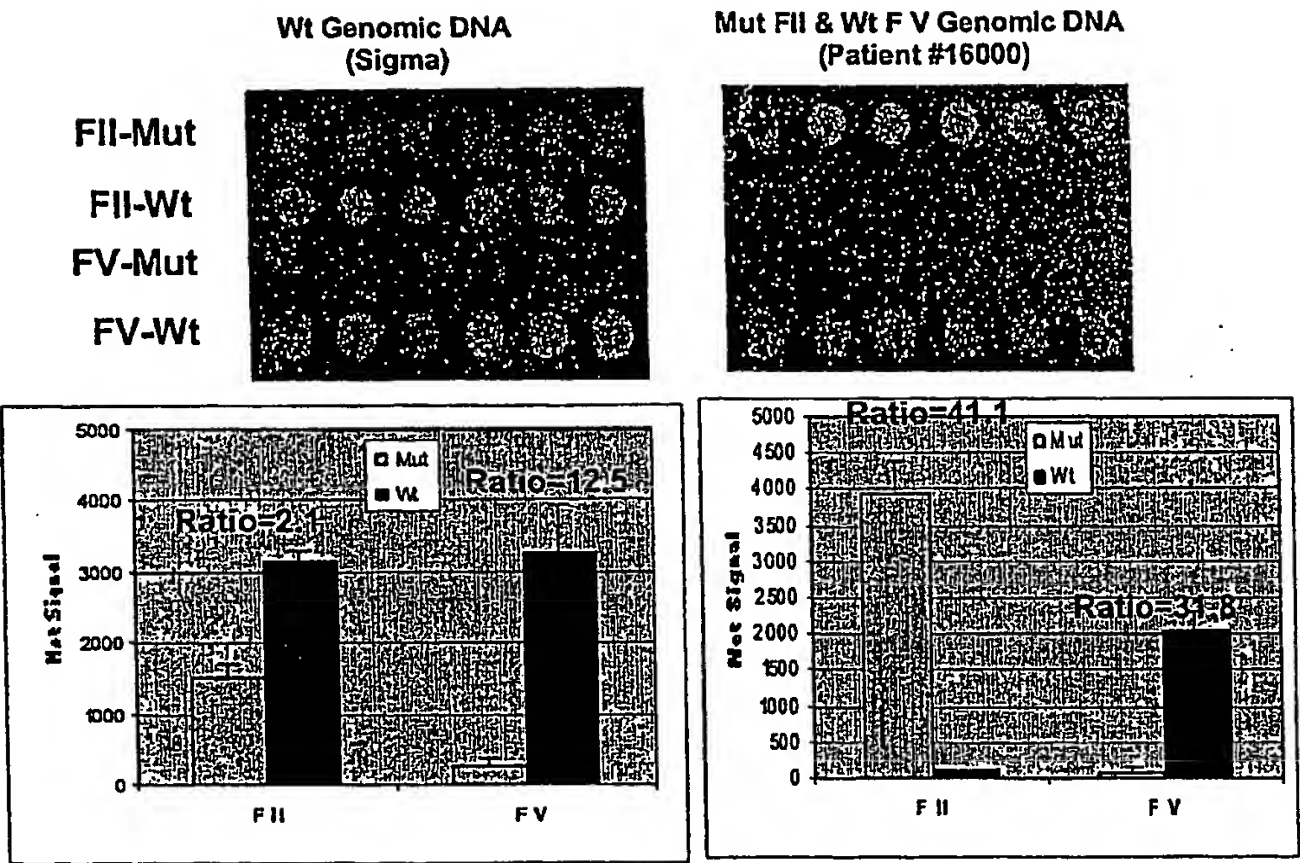 Wt Genomic DNA
(Sigma)
Mut FII & Wt F V Genomic DNA
(Patient #16000)
FII-Mut
FII-Wt
FV-Mut
FV-Wt
5000
4000
3000
2000
1000
0
Net Signal
Mut
Wt
Ratio=2.1
Ratio=12.5
F II
F V
5000
4500
4000
3500
3000
2500
2000
1500
1000
500
0
Net Signal
Ratio=41.1
Mut
Wt
Ratio=31.8
F II
F V